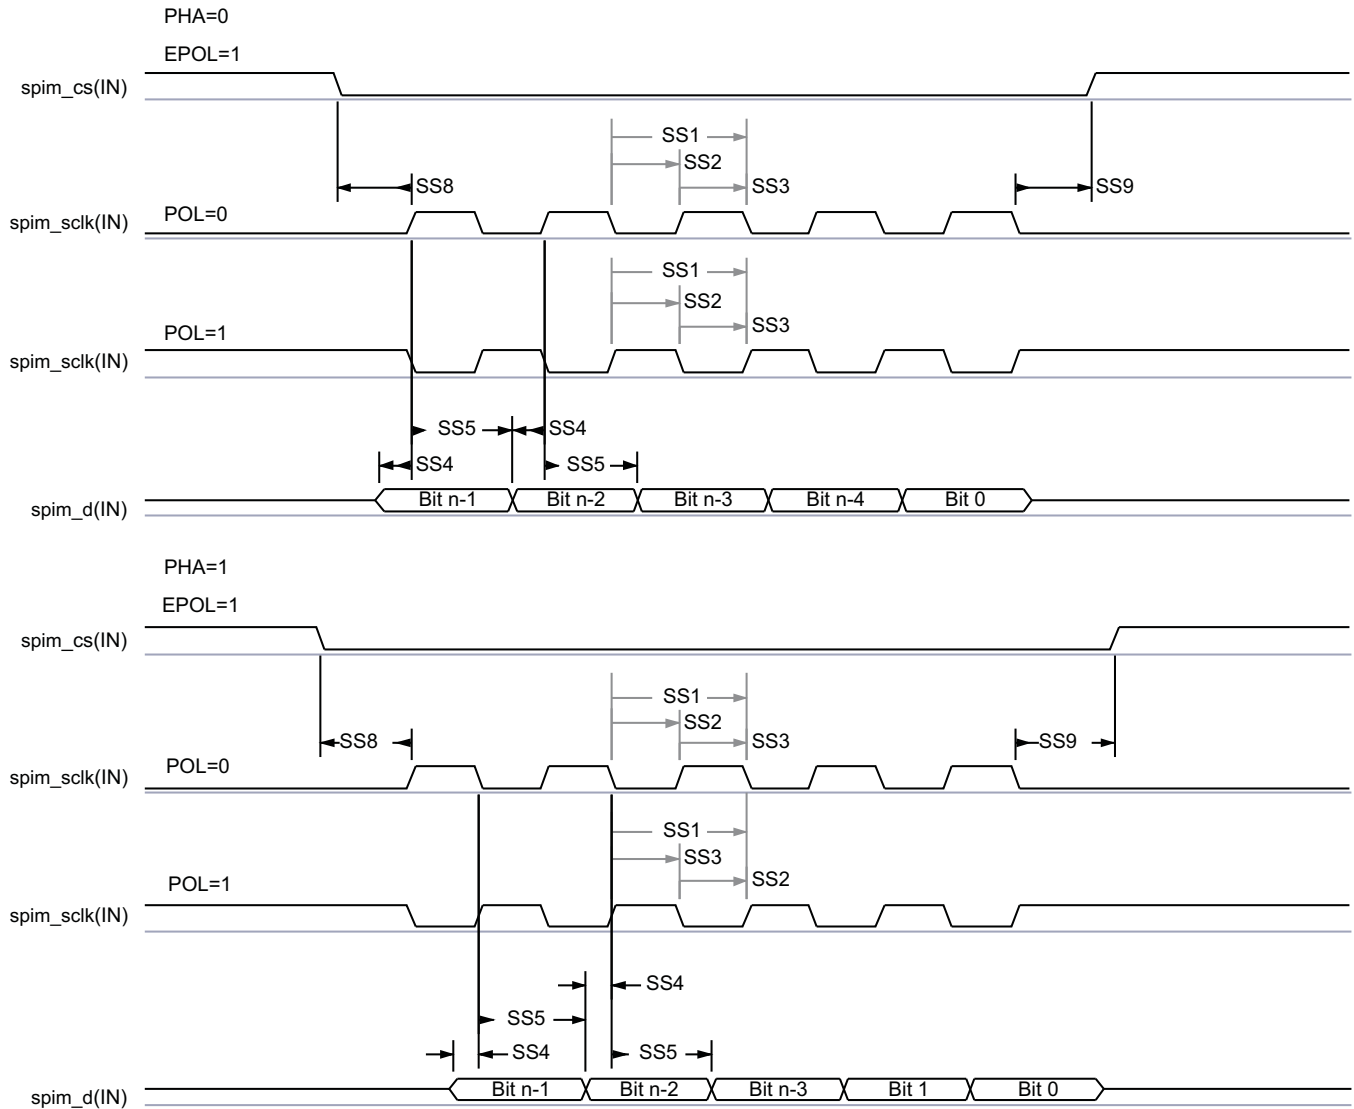 PHA=0
EPOL=1
spim_cs(IN)
SS1
SS2
SS8 SS3 SS9
POL=0
spim_sclk(IN)
SS1
SS2
SS3
POL=1
spim_sclk(IN)
SS5 SS4
SS4 SS5
spim_d(IN) Bit n-1 Bit n-2 Bit n-3 Bit n-4 Bit 0
PHA=1
EPOL=1
spim_cs(IN)
SS1
SS2
SS8 SS3 SS9
POL=0
spim_sclk(IN)
SS1
SS3
SS2
POL=1
spim_sclk(IN)
SS4
SS5
SS4 SS5
spim_d(IN) Bit n-1 Bit n-2 Bit n-3 Bit 1 Bit 0